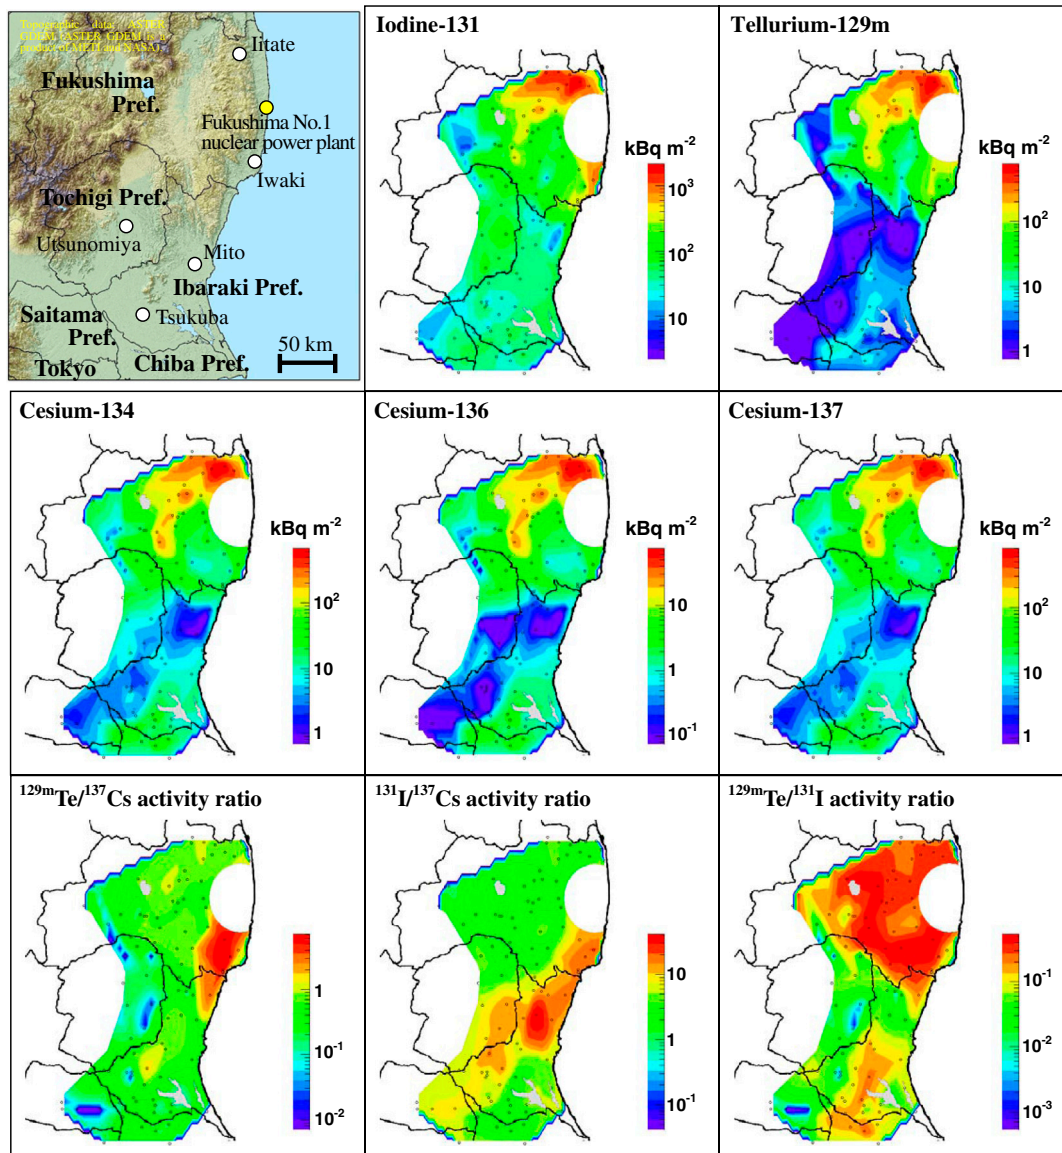 Topographic data: ASTER
GDEM. ASTER GDEM is a
product of METI and NASA.
Iitate
Fukushima
Pref.
Fukushima No.1
nuclear power plant
Iwaki
Tochigi Pref.
Utsunomiya
Mito
Ibaraki Pref.
Saitama
Pref.
Tsukuba
Chiba Pref.
Tokyo
50 km
Iodine-131
kBq m⁻²
10³
10²
10
Tellurium-129m
kBq m⁻²
10²
10
1
Cesium-134
kBq m⁻²
10²
10
1
Cesium-136
kBq m⁻²
10
1
10⁻¹
Cesium-137
kBq m⁻²
10²
10
1
¹²⁹ᵐTe/¹³⁷Cs activity ratio
1
10⁻¹
10⁻²
¹³¹I/¹³⁷Cs activity ratio
10
1
10⁻¹
¹²⁹ᵐTe/¹³¹I activity ratio
10⁻¹
10⁻²
10⁻³